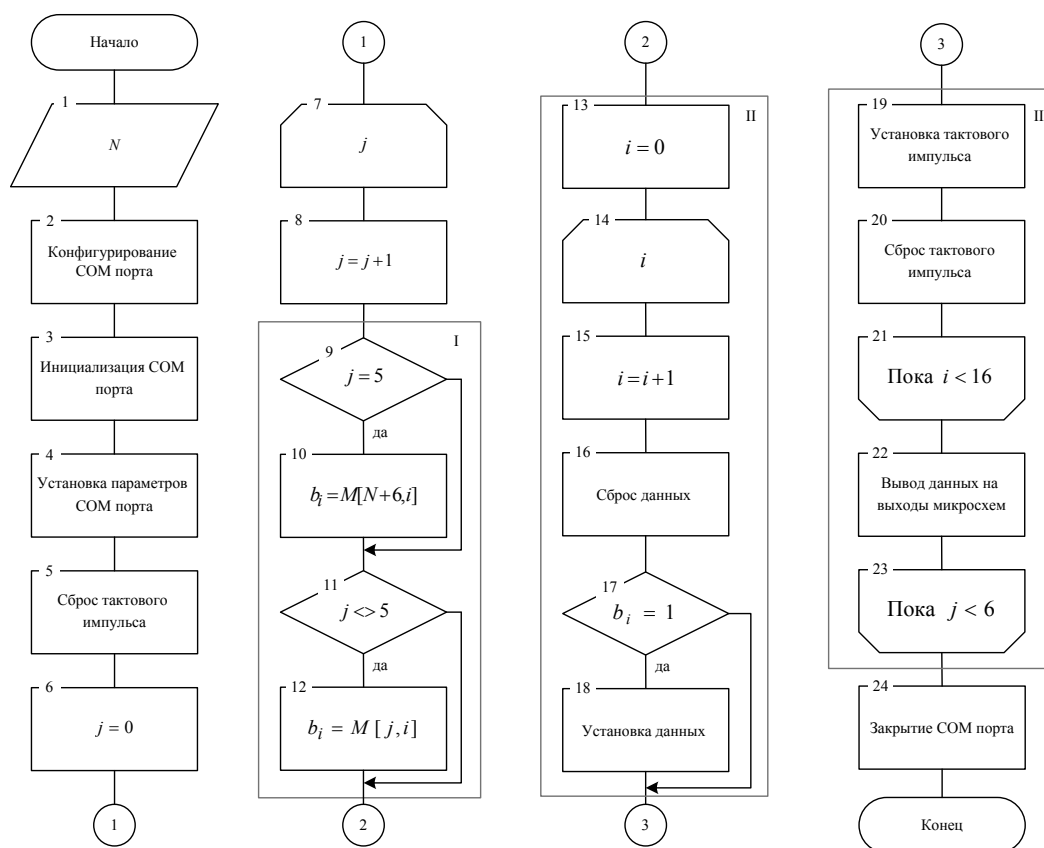 Начало
1
N
2
Конфигурирование
COM порта
3
Инициализация COM
порта
4
Установка параметров
COM порта
5
Сброс тактового
импульса
6
j = 0
1
1
7
j
8
j = j+1
I
9
j = 5
да
10
b_i = M[N+6,i]
11
j <> 5
да
12
b_i = M [ j , i ]
2
2
13
II
i = 0
14
i
15
i = i+1
16
Сброс данных
17
b_i = 1
да
18
Установка данных
3
3
19
II
Установка тактового
импульса
20
Сброс тактового
импульса
21
Пока i < 16
22
Вывод данных на
выходы микросхем
23
Пока j < 6
24
Закрытие COM порта
Конец